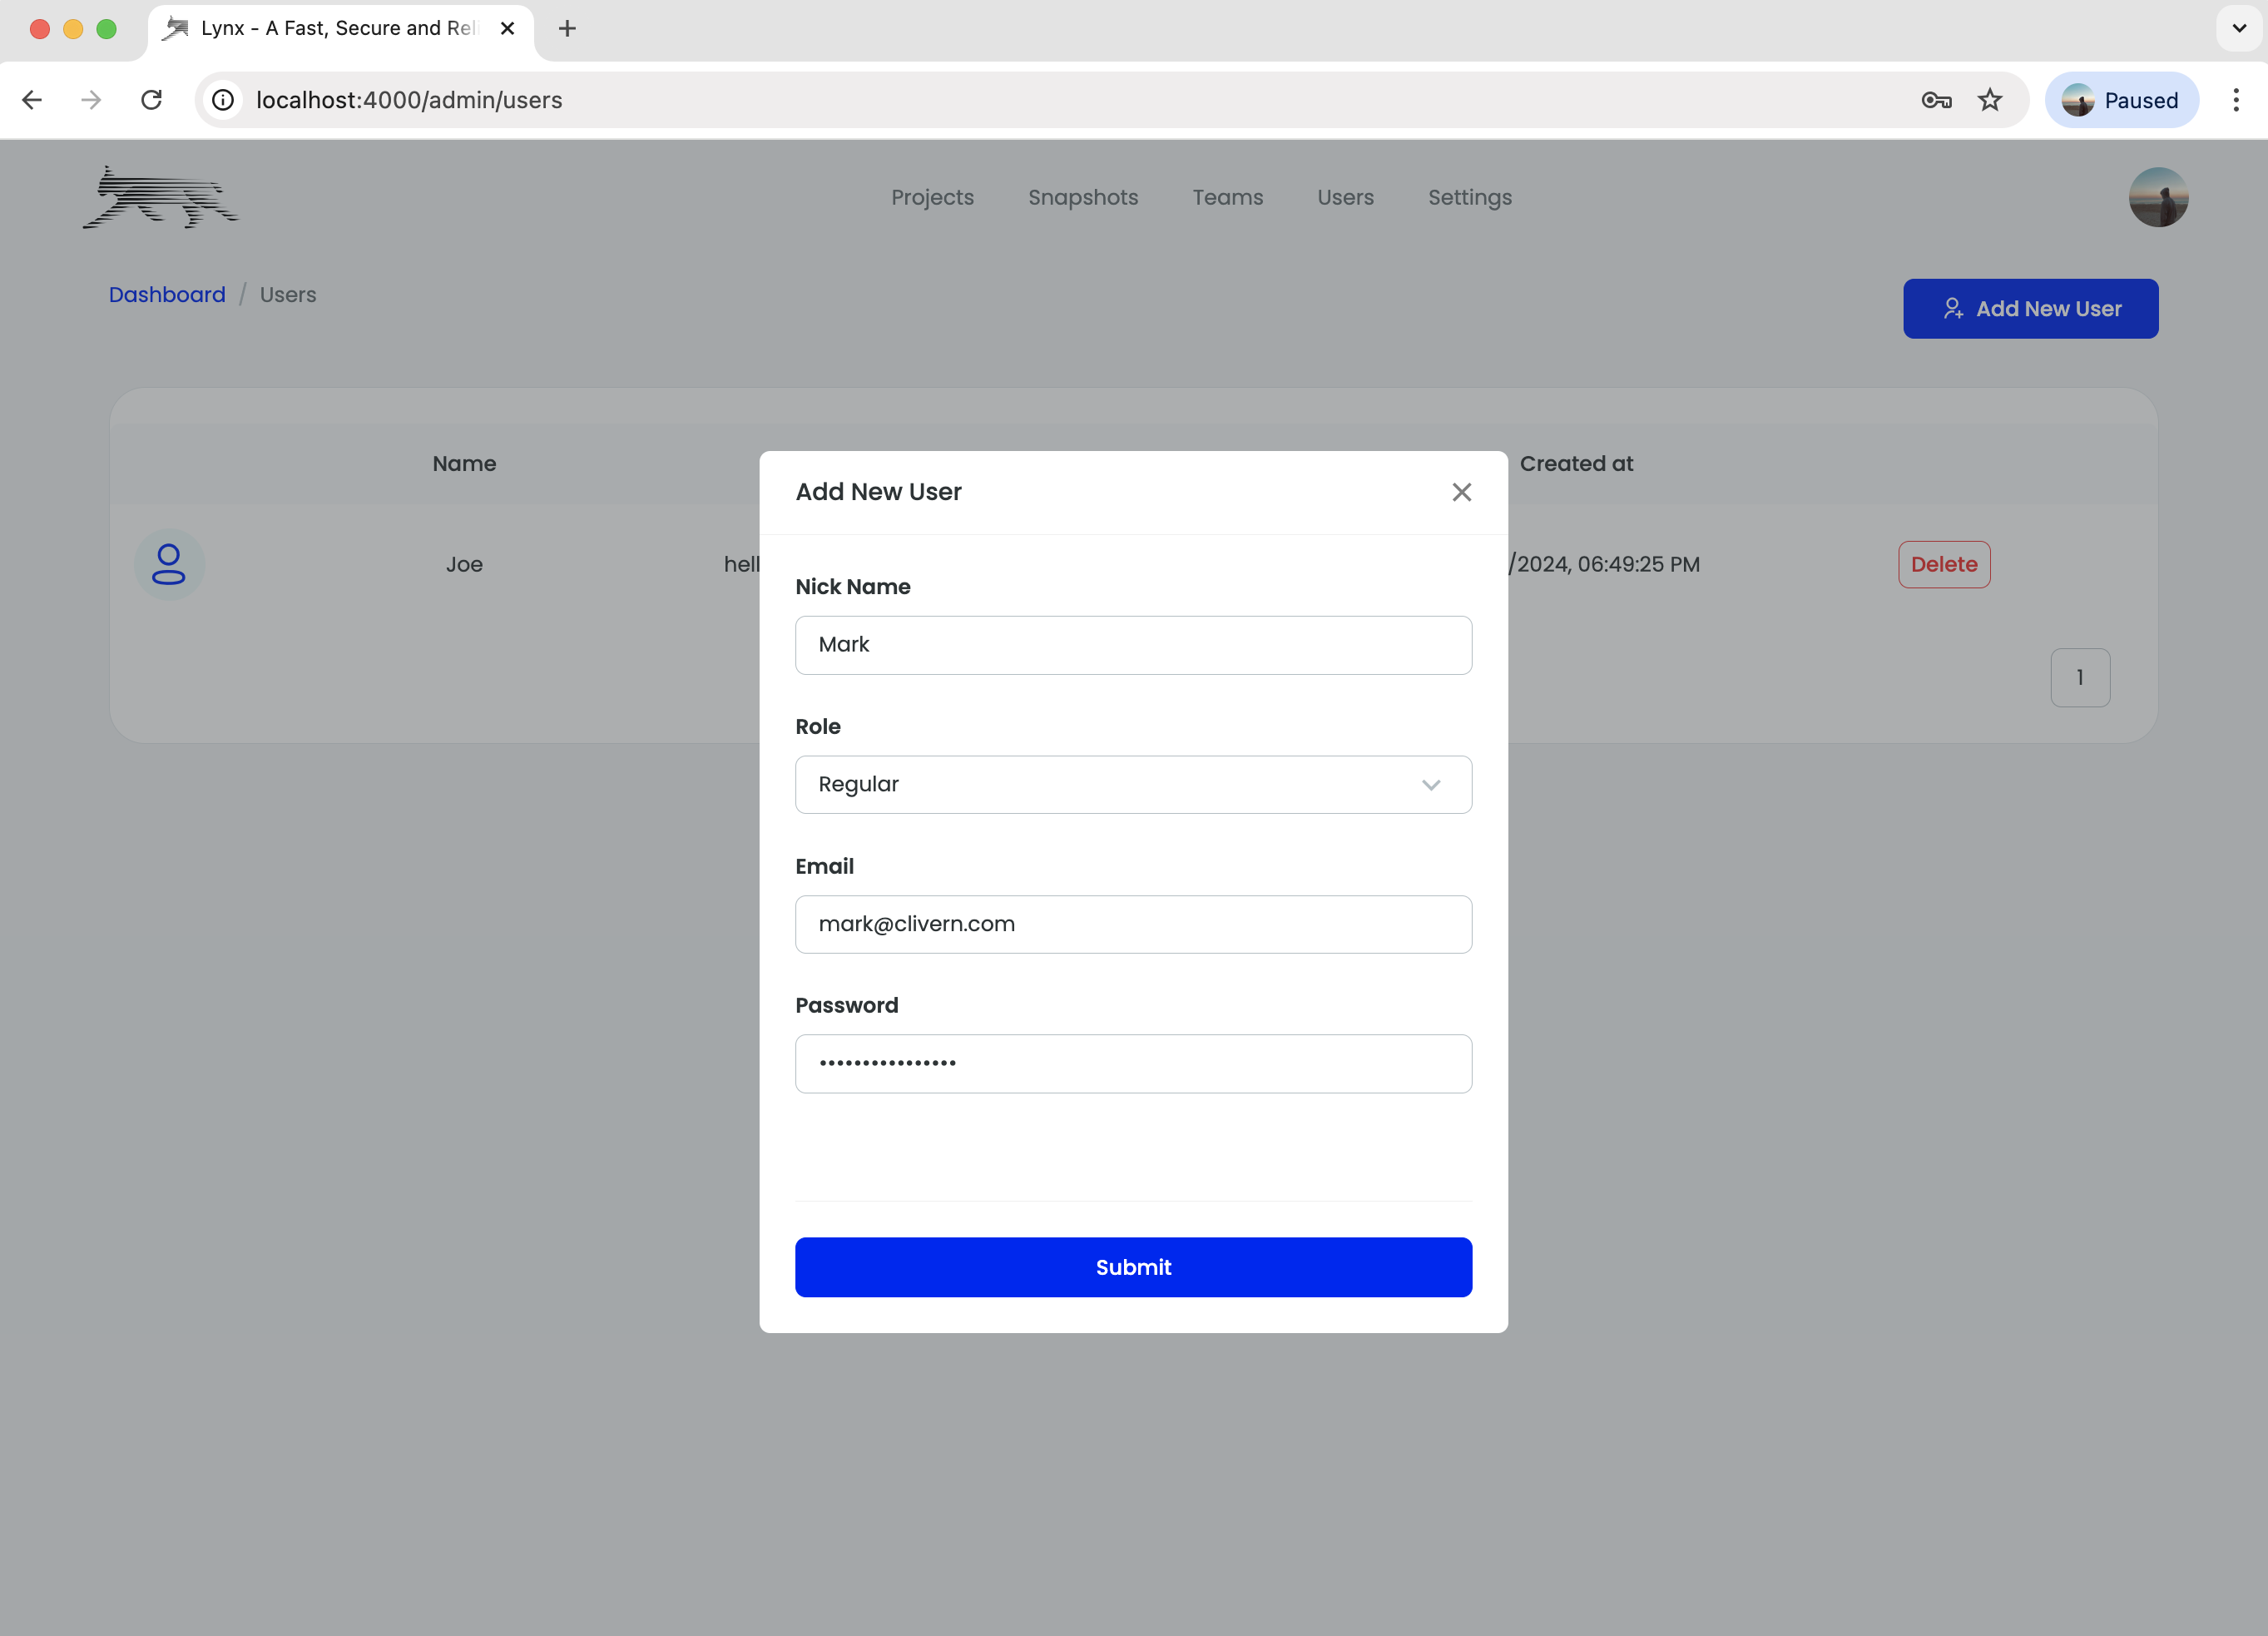 Lynx - A Fast, Secure and Reli
localhost:4000/admin/users
Paused
Projects Snapshots Teams Users Settings
Dashboard / Users
Add New User
Name Created at
Joe hell /2024, 06:49:25 PM Delete
1
Add New User
Nick Name
Mark
Role
Regular
Email
mark@clivern.com
Password
••••••••••••••••
Submit